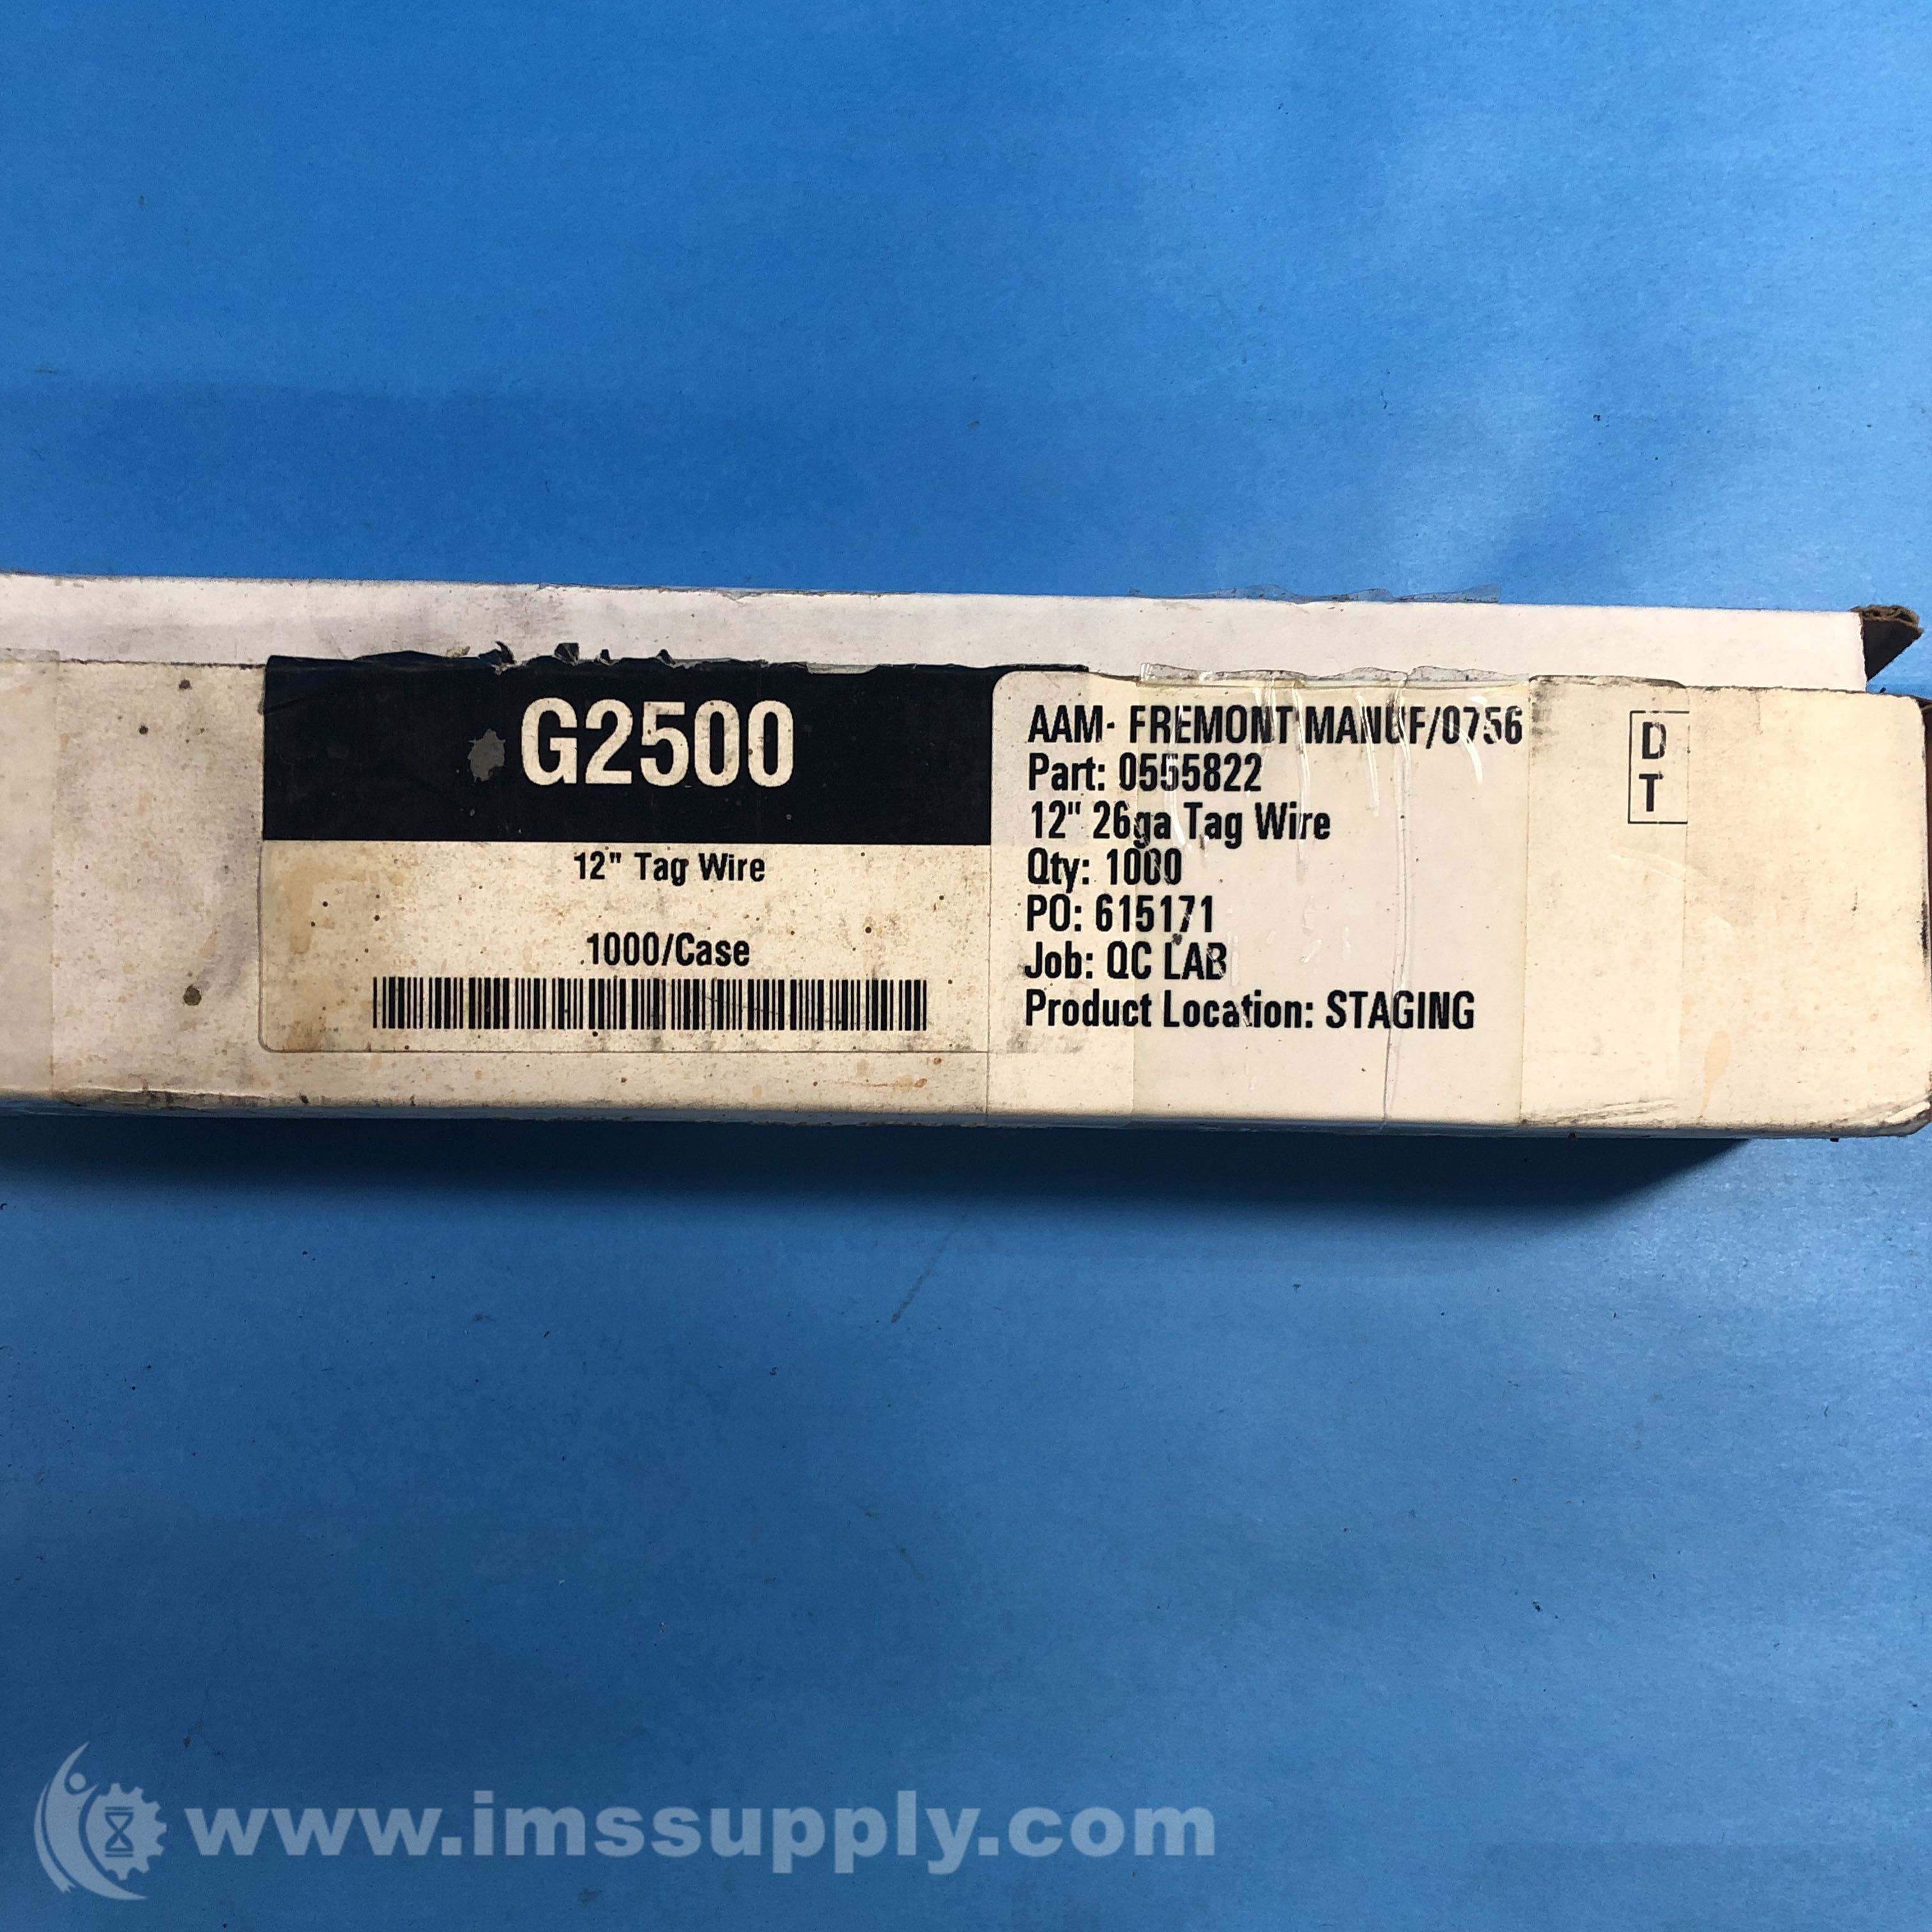 G2500
12" Tag Wire
1000/Case
AAM- FREMONT MANUF/0756
Part: 0555822
12" 26ga Tag Wire
Qty: 1000
PO: 615171
Job: QC LAB
Product Location: STAGING
D
T
www.imssupply.com